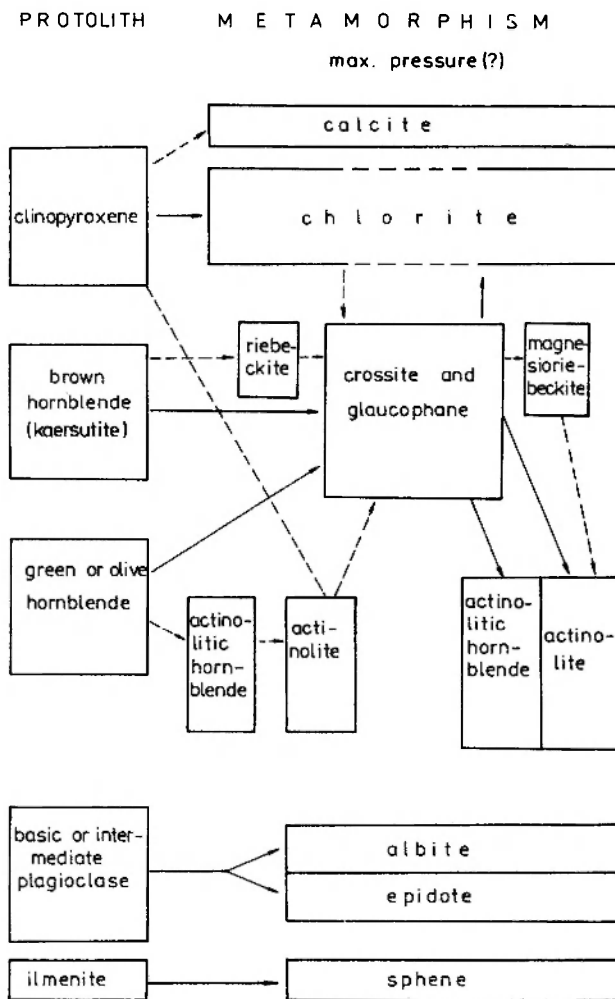 PROTOLITH METAMORPHISM
max. pressure(?)
calcite
clinopyroxene
chlorite
brown
hornblende
(kaersutite)
riebe-
ckite
crossite and
glaucophane
magne-
siorie-
beckite
green or olive
hornblende
actino-
litic
horn-
blende
acti-
nolite
actino-
litic
horn-
blende
actino-
lite
basic or inter-
mediate
plagioclase
albite
epidote
ilmenite
sphene